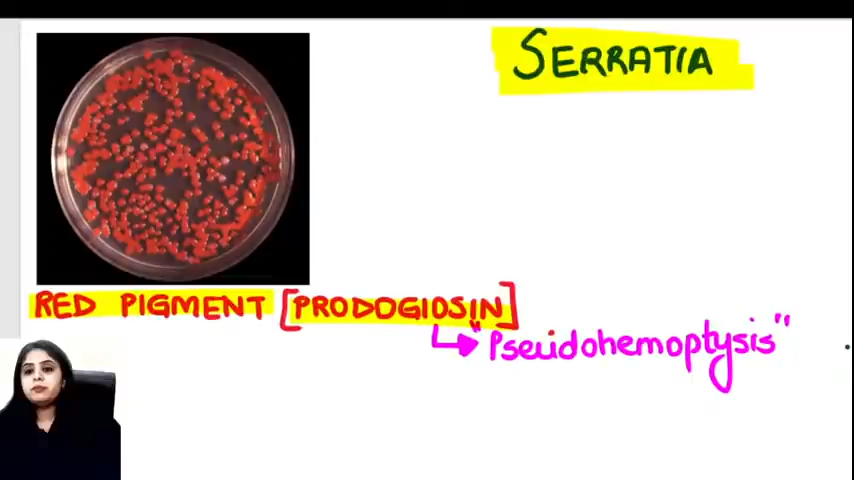 SERRATIA
RED PIGMENT [PRODOGIOSIN]
"Pseudohemoptysis"